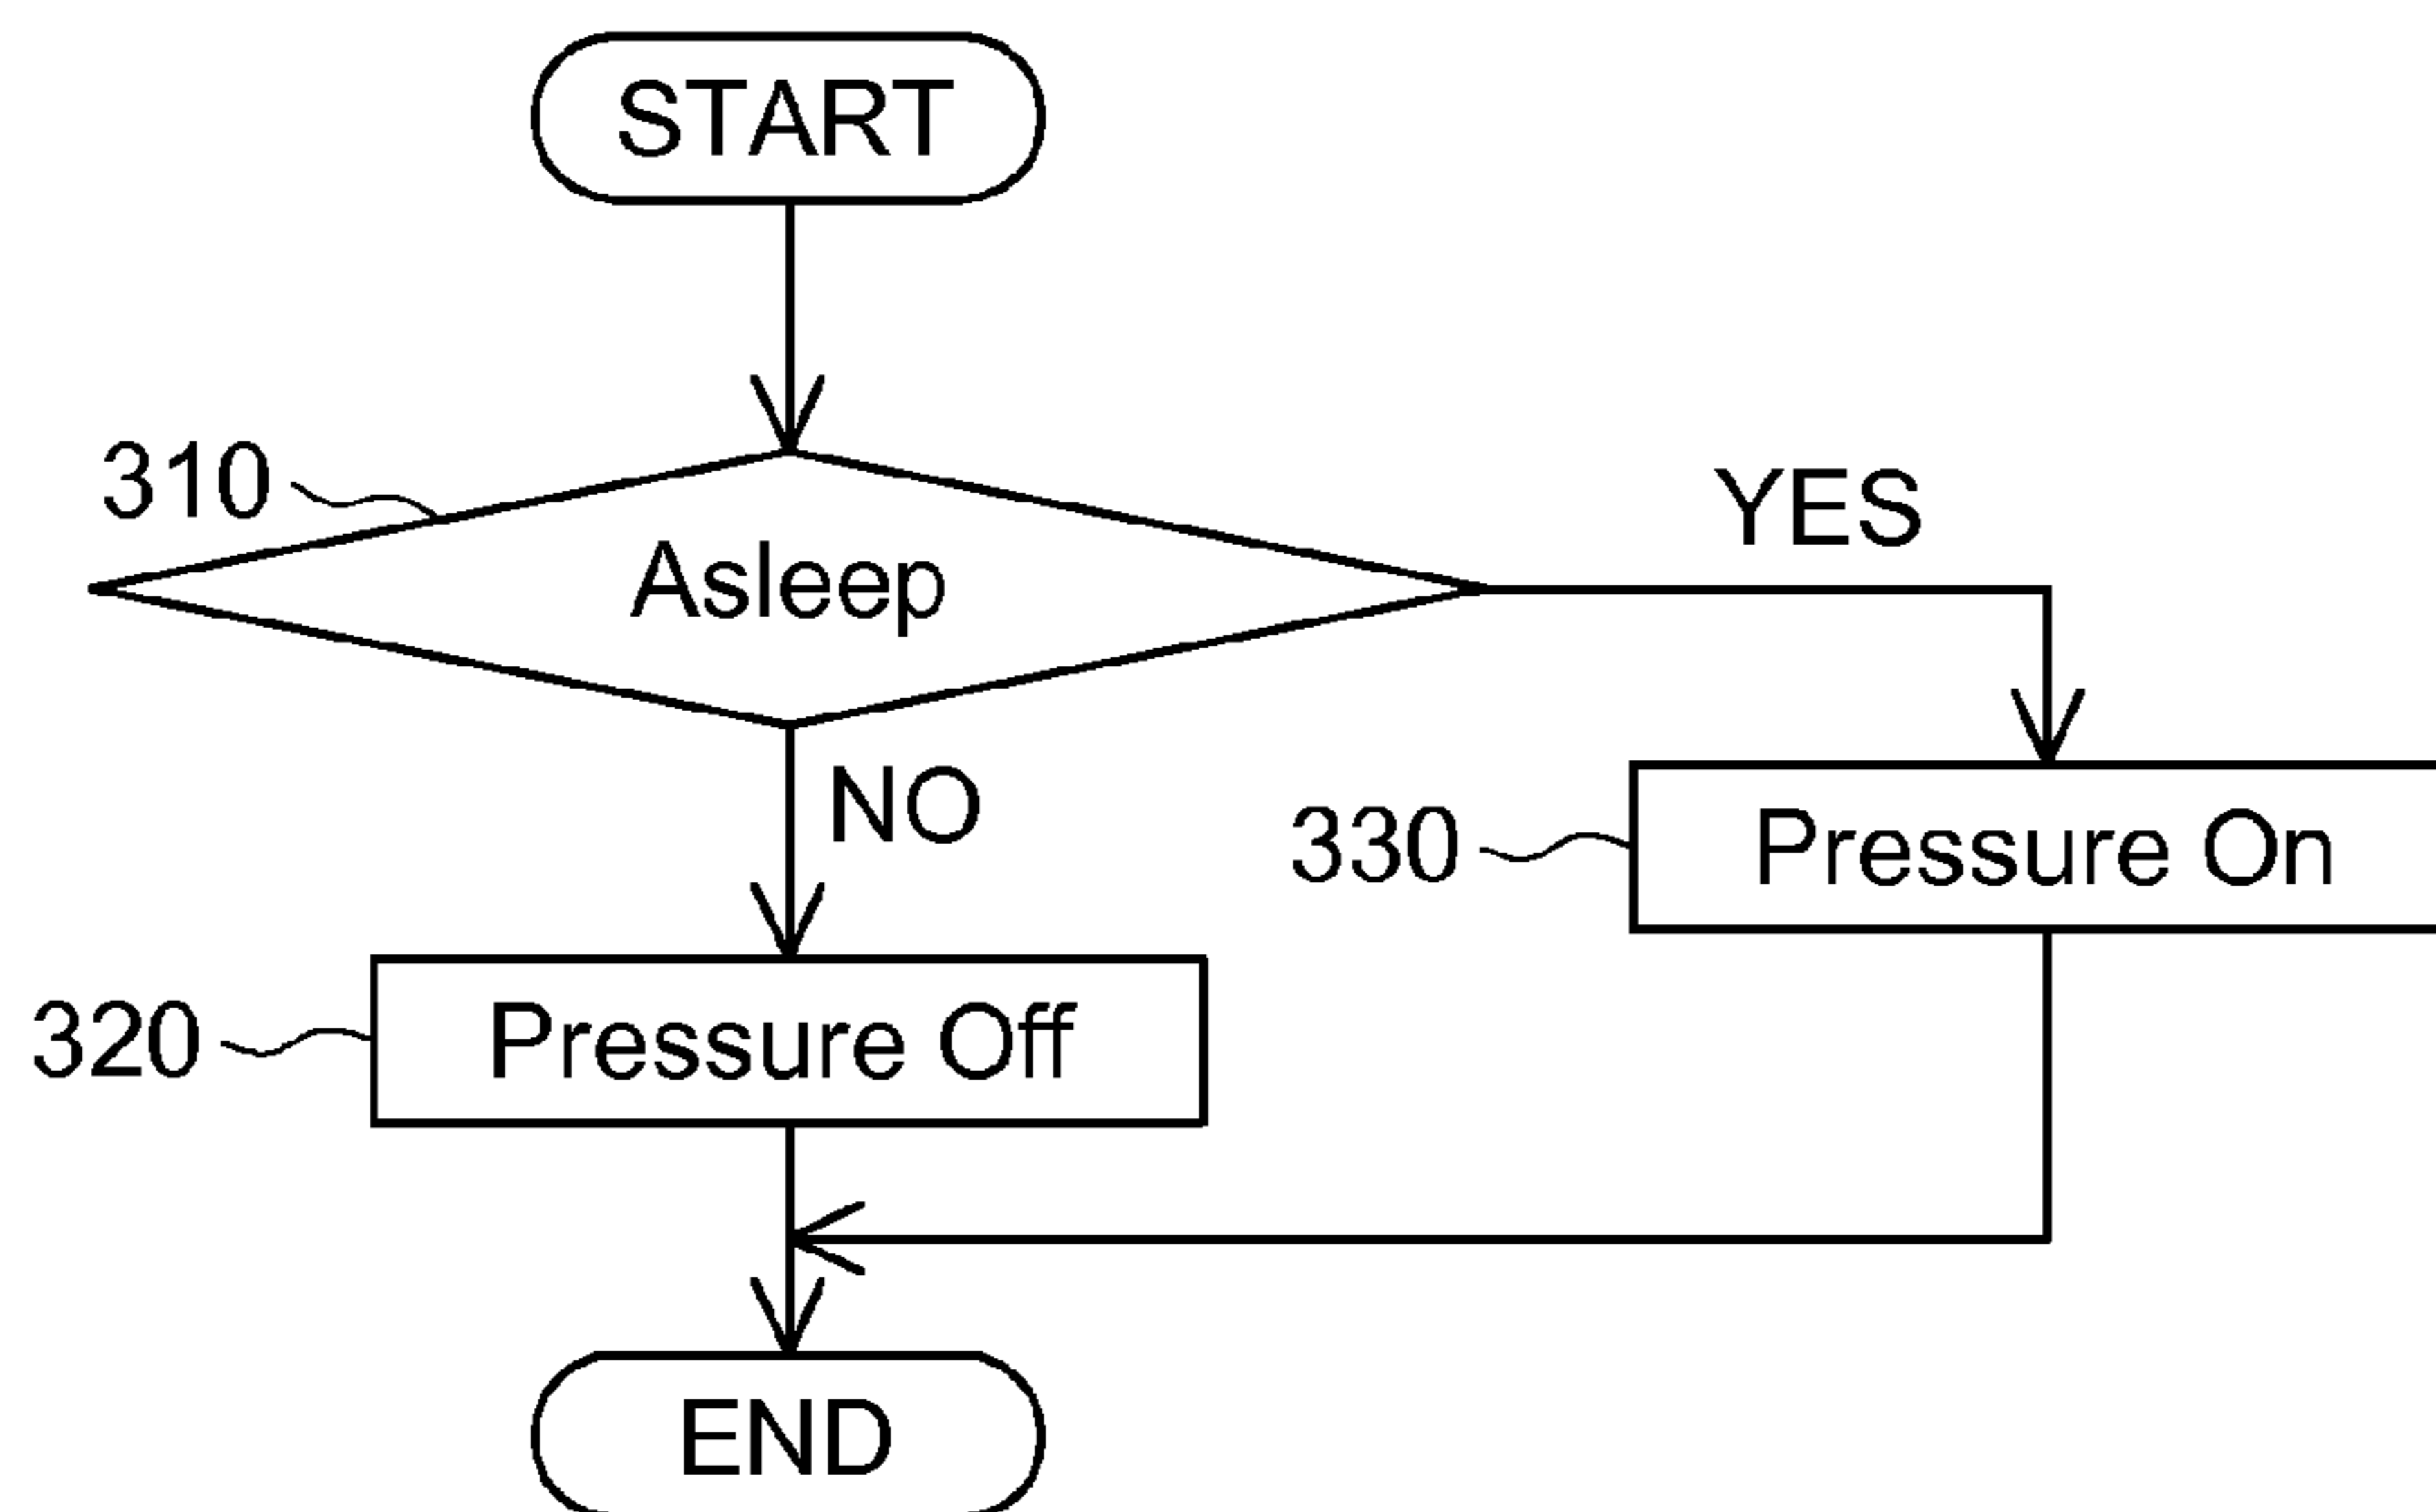 START
310
Asleep
YES
NO
330
Pressure On
320
Pressure Off
END